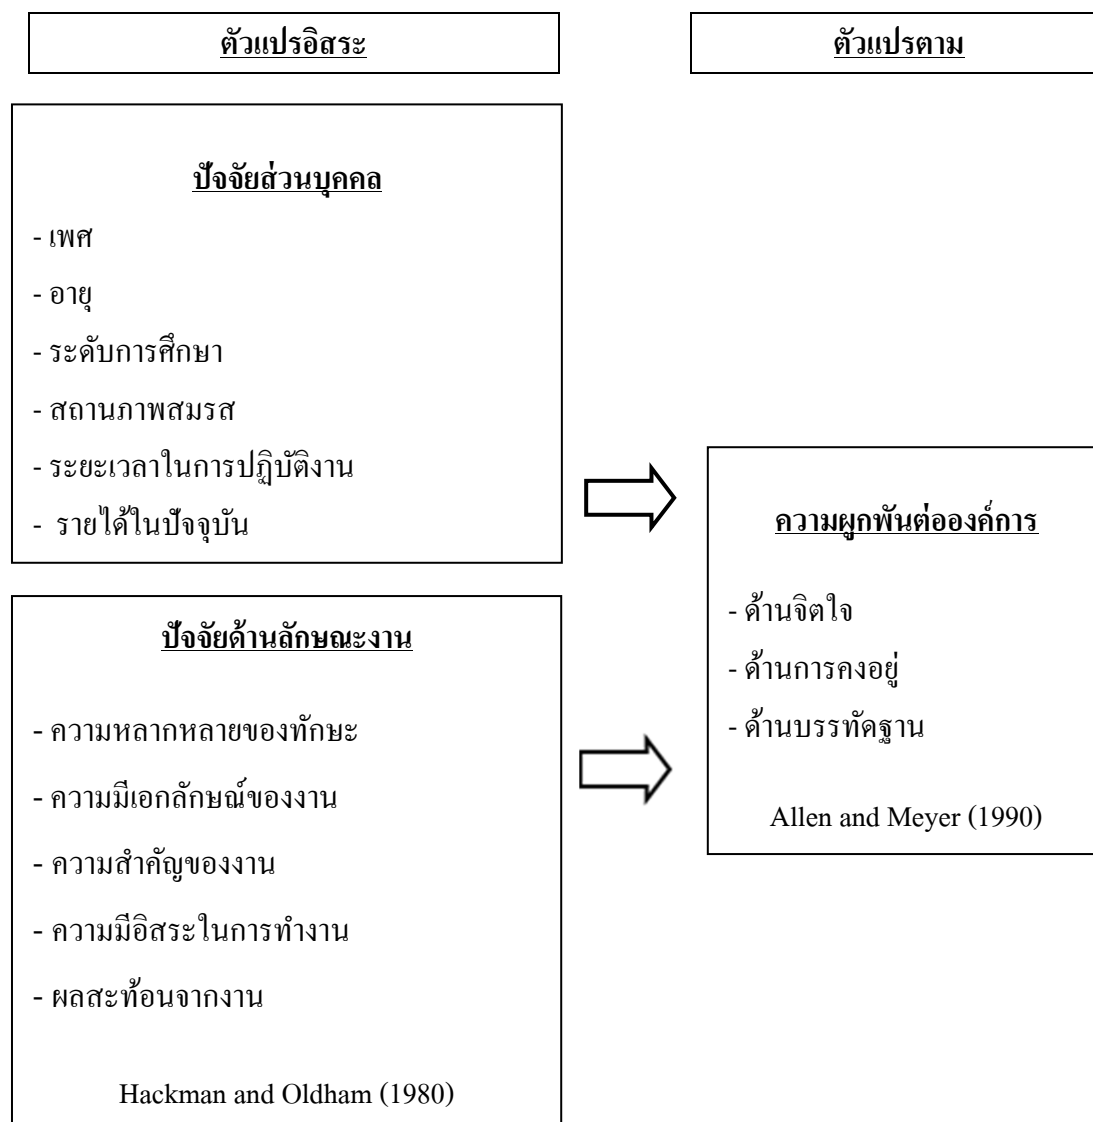 ตัวแปรอิสระ
ตัวแปรตาม
ปัจจัยส่วนบุคคล
- เพศ
- อายุ
- ระดับการศึกษา
- สถานภาพสมรส
- ระยะเวลาในการปฏิบัติงาน
- รายได้ในปัจจุบัน
ปัจจัยด้านลักษณะงาน
- ความหลากหลายของทักษะ
- ความมีเอกลักษณ์ของงาน
- ความสำคัญของงาน
- ความมีอิสระในการทำงาน
- ผลสะท้อนจากงาน
Hackman and Oldham (1980)
ความผูกพันต่อองค์การ
- ด้านจิตใจ
- ด้านการคงอยู่
- ด้านบรรทัดฐาน
Allen and Meyer (1990)